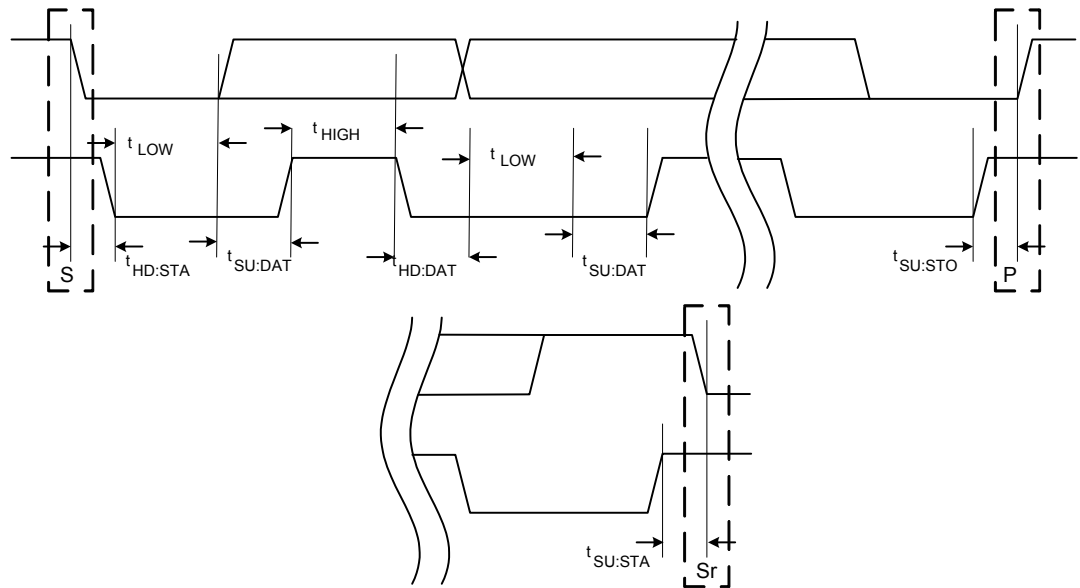 t HIGH
t LOW
t LOW
t HD:STA
t SU:DAT
t HD:DAT
t SU:DAT
t SU:STO
S
P
t SU:STA
Sr